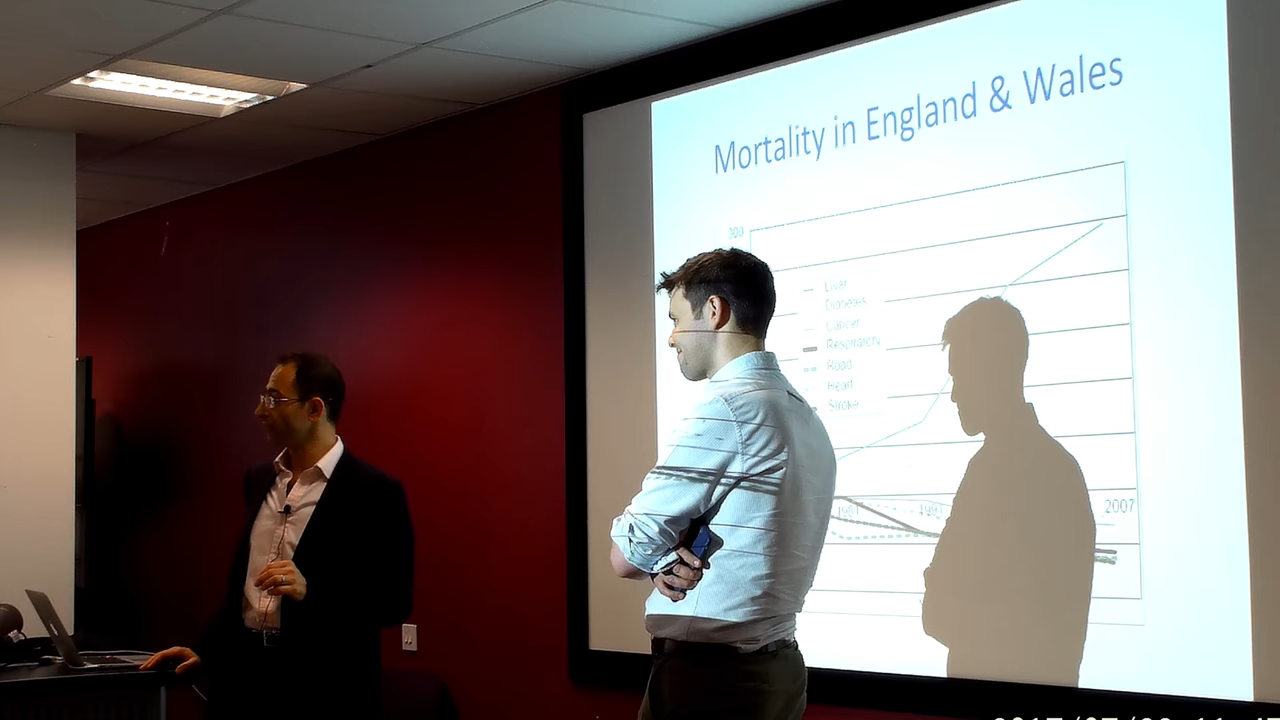 Mortality in England & Wales
300
Liver
Diabetes
Cancer
Respiratory
Road
Heart
Stroke
1981
1991
2007